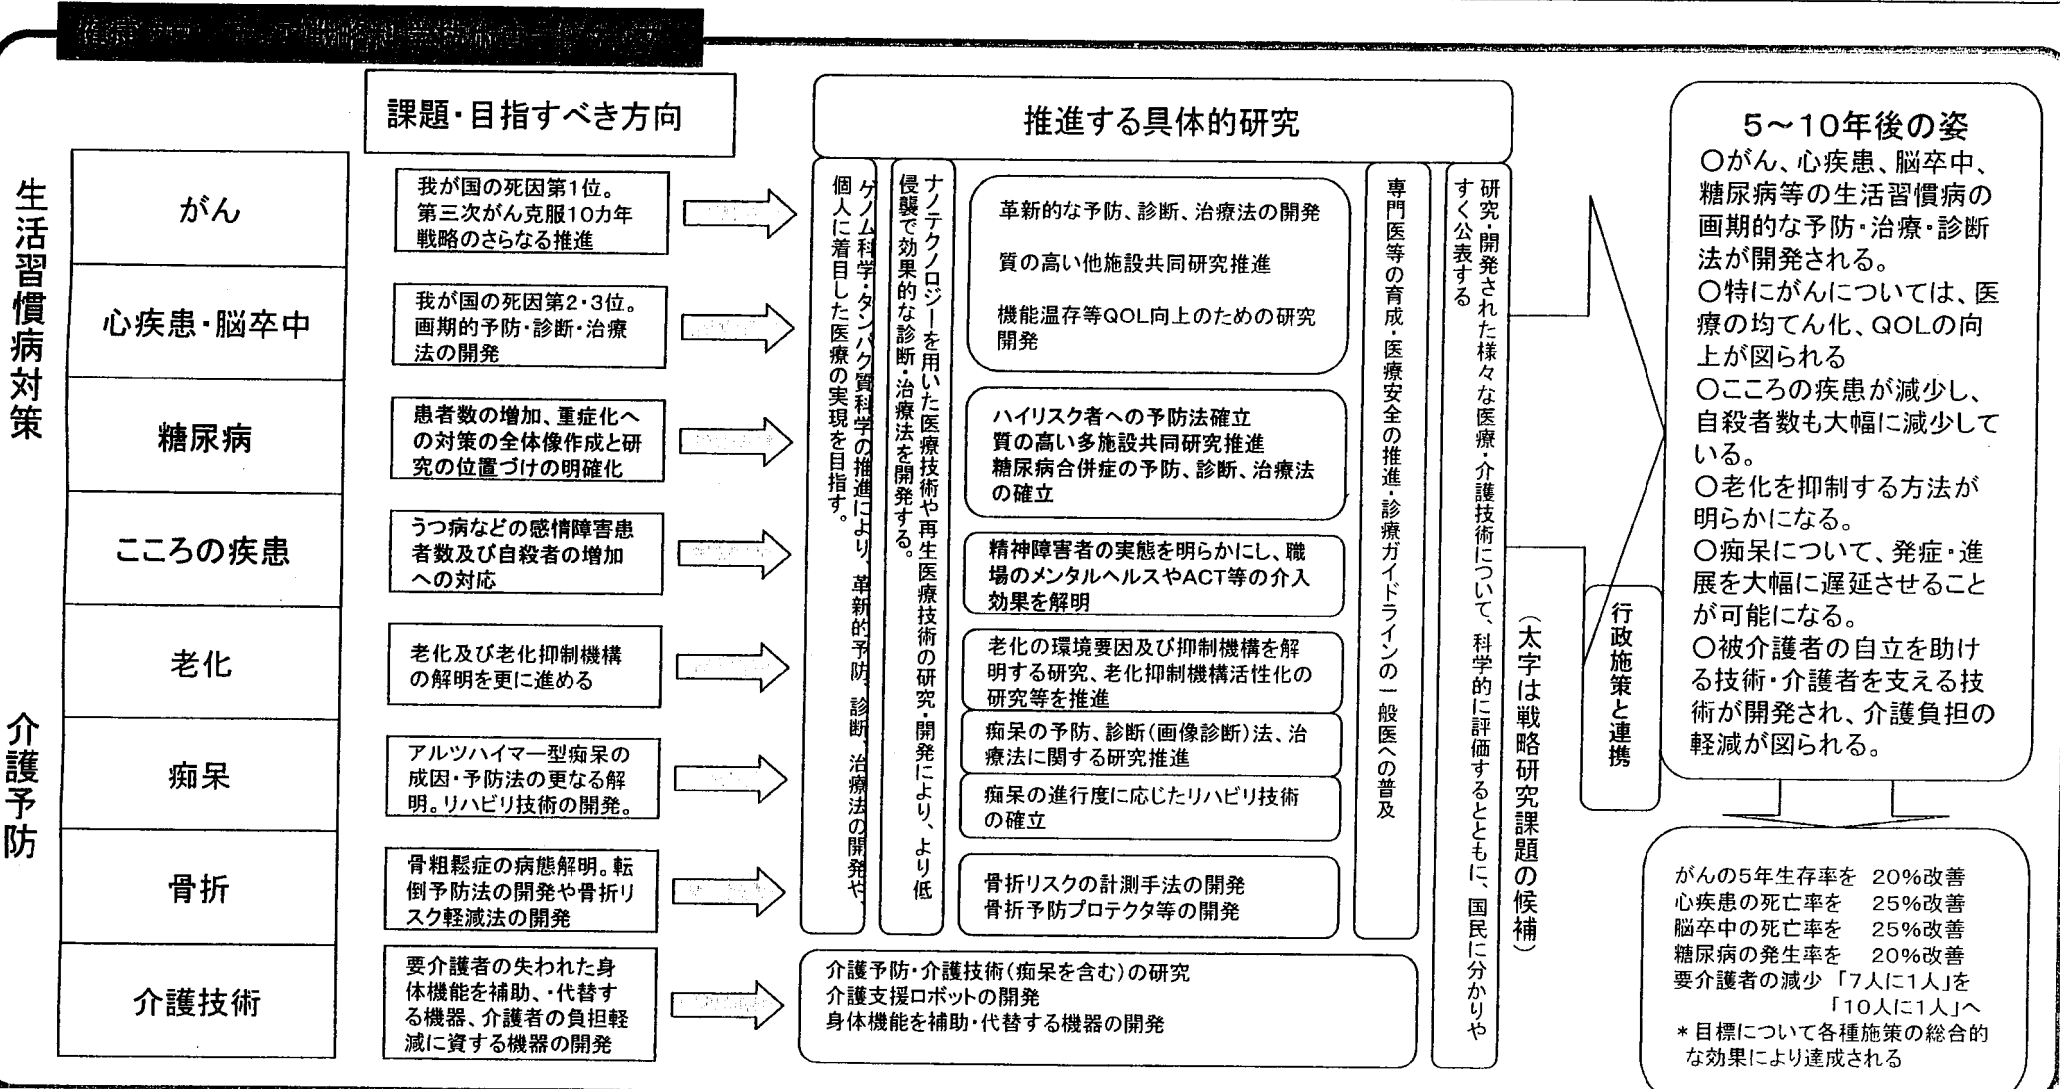 課題・目指すべき方向
推進する具体的研究
生活習慣病対策
介護予防
がん
我が国の死因第1位。
第三次がん克服10カ年
戦略のさらなる推進
心疾患・脳卒中
我が国の死因第2・3位。
画期的予防・診断・治療
法の開発
糖尿病
患者数の増加、重症化へ
の対策の全体像作成と研
究の位置づけの明確化
こころの疾患
うつ病などの感情障害患
者数及び自殺者の増加
への対応
老化
老化及び老化抑制機構
の解明を更に進める
痴呆
アルツハイマー型痴呆の
成因・予防法の更なる解
明。リハビリ技術の開発。
骨折
骨粗鬆症の病態解明。転
倒予防法の開発や骨折リ
スク軽減法の開発
介護技術
要介護者の失われた身
体機能を補助、・代替す
る機器、介護者の負担軽
減に資する機器の開発
ゲノム科学・タンパク質科学の推進により、革新的予防、診断、治療法の開発や、
個人に着目した医療の実現を目指す。
ナノテクノロジーを用いた医療技術や再生医療技術の研究・開発により、より低
侵襲で効果的な診断・治療法を開発する。
革新的な予防、診断、治療法の開発
質の高い他施設共同研究推進
機能温存等QOL向上のための研究
開発
ハイリスク者への予防法確立
質の高い多施設共同研究推進
糖尿病合併症の予防、診断、治療法
の確立
精神障害者の実態を明らかにし、職
場のメンタルヘルスやACT等の介入
効果を解明
老化の環境要因及び抑制機構を解
明する研究、老化抑制機構活性化の
研究等を推進
痴呆の予防、診断(画像診断)法、治
療法に関する研究推進
痴呆の進行度に応じたリハビリ技術
の確立
骨折リスクの計測手法の開発
骨折予防プロテクタ等の開発
介護予防・介護技術(痴呆を含む)の研究
介護支援ロボットの開発
身体機能を補助・代替する機器の開発
専門医等の育成・医療安全の推進・診療ガイドラインの一般医への普及
研究・開発された様々な医療・介護技術について、科学的に評価するとともに、国民に分かりや
すく公表する
(太字は戦略研究課題の候補)
行政施策と連携
5～10年後の姿
○がん、心疾患、脳卒中、
糖尿病等の生活習慣病の
画期的な予防・治療・診断
法が開発される。
○特にがんについては、医
療の均てん化、QOLの向
上が図られる
○こころの疾患が減少し、
自殺者数も大幅に減少して
いる。
○老化を抑制する方法が
明らかになる。
○痴呆について、発症・進
展を大幅に遅延させること
が可能になる。
○被介護者の自立を助け
る技術・介護者を支える技
術が開発され、介護負担の
軽減が図られる。
がんの5年生存率を 20%改善
心疾患の死亡率を 25%改善
脳卒中の死亡率を 25%改善
糖尿病の発生率を 20%改善
要介護者の減少 「7人に1人」を
「10人に1人」へ
＊目標について各種施策の総合的
な効果により達成される